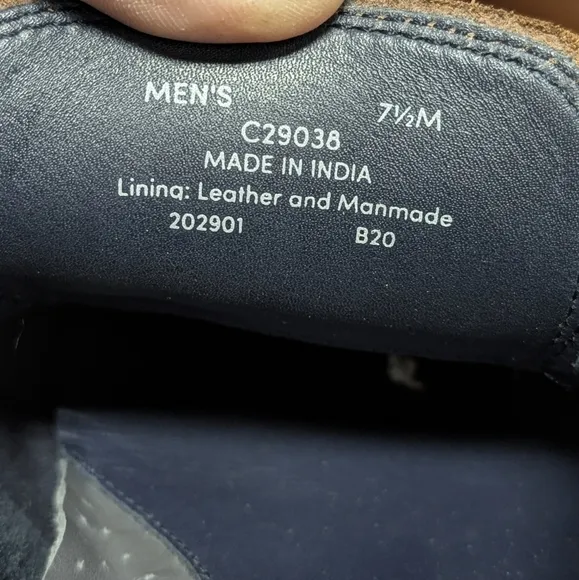 MEN'S 7½M
C29038
MADE IN INDIA
Lining: Leather and Manmade
202901 B20